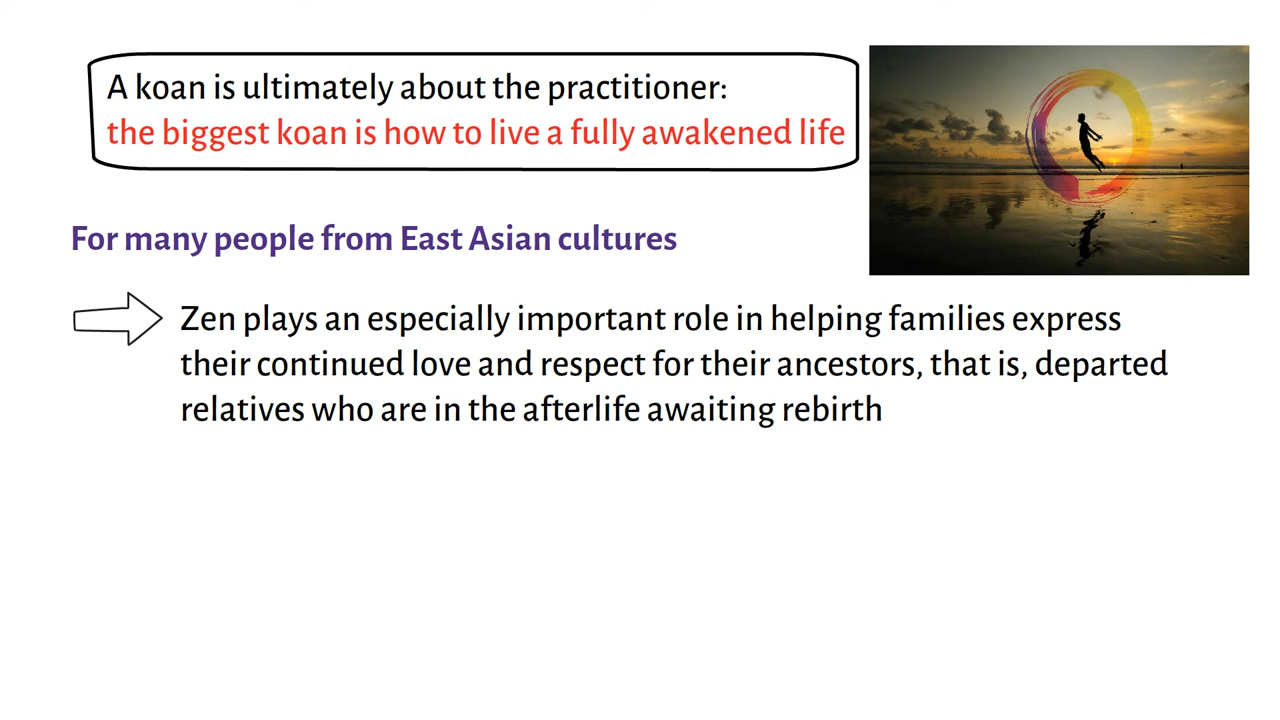 A koan is ultimately about the practitioner:
the biggest koan is how to live a fully awakened life
For many people from East Asian cultures
Zen plays an especially important role in helping families express
their continued love and respect for their ancestors, that is, departed
relatives who are in the afterlife awaiting rebirth